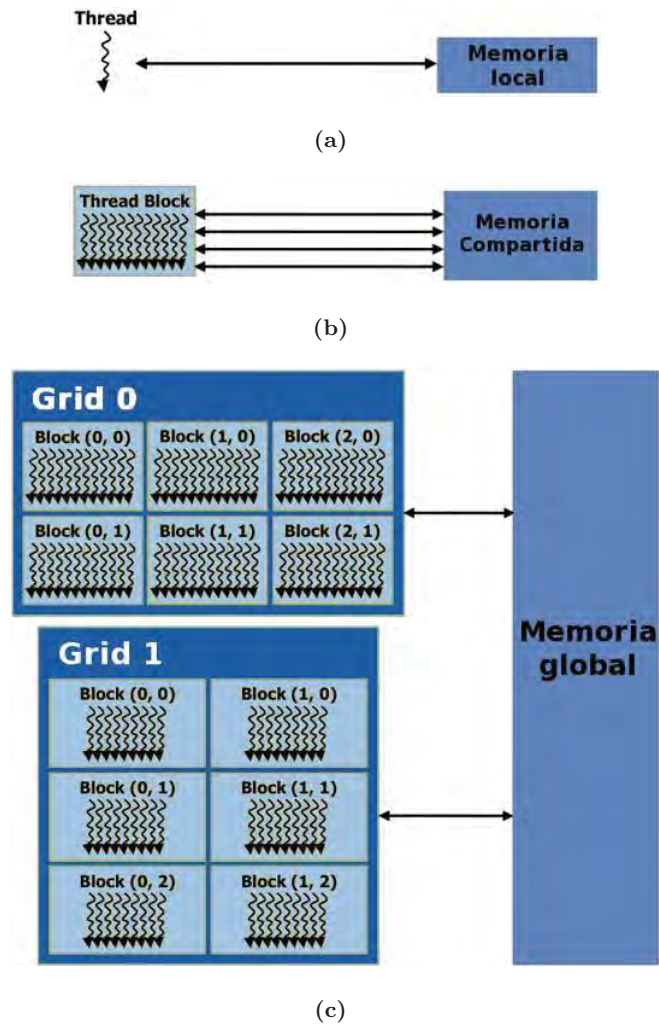 Thread
Memoria
local
(a)
Thread Block
Memoria
Compartida
(b)
Grid 0
Block (0, 0) Block (1, 0) Block (2, 0)
Block (0, 1) Block (1, 1) Block (2, 1)
Grid 1
Block (0, 0) Block (1, 0)
Block (0, 1) Block (1, 1)
Block (0, 2) Block (1, 2)
Memoria
global
(c)